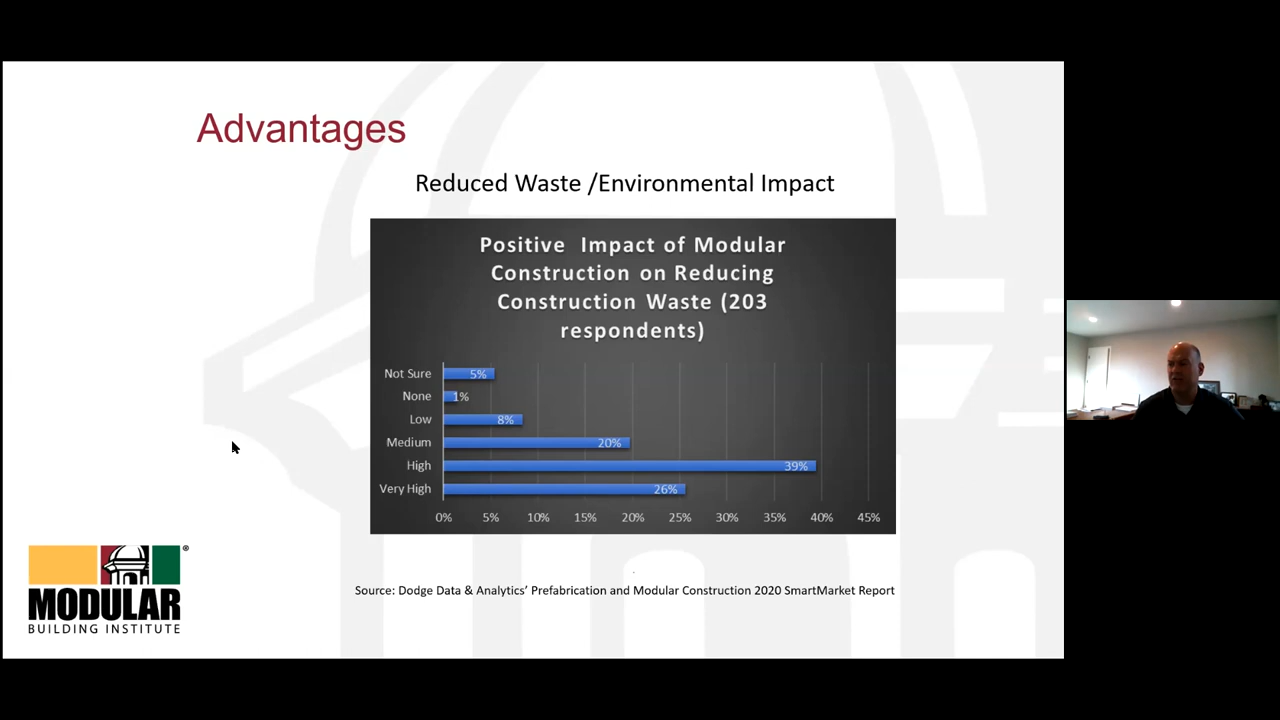 Advantages
Reduced Waste /Environmental Impact
Positive Impact of Modular
Construction on Reducing
Construction Waste (203
respondents)
Not Sure 5%
None 1%
Low 8%
Medium 20%
High 39%
Very High 26%
0% 5% 10% 15% 20% 25% 30% 35% 40% 45%
Source: Dodge Data & Analytics’ Prefabrication and Modular Construction 2020 SmartMarket Report
®
MODULAR
BUILDING INSTITUTE